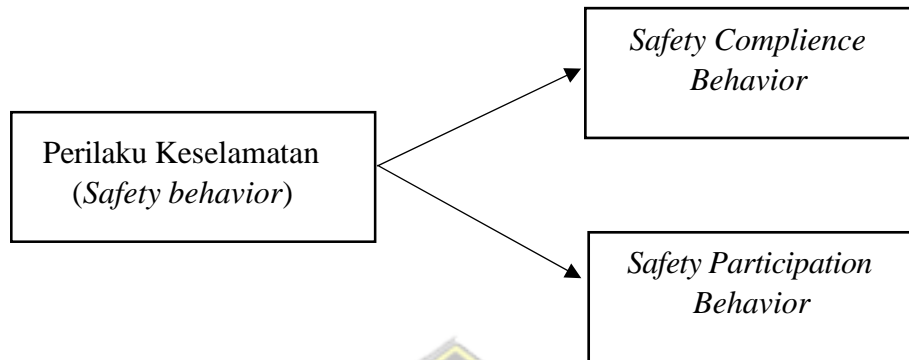 Safety Complience
Behavior
Perilaku Keselamatan
(Safety behavior)
Safety Participation
Behavior